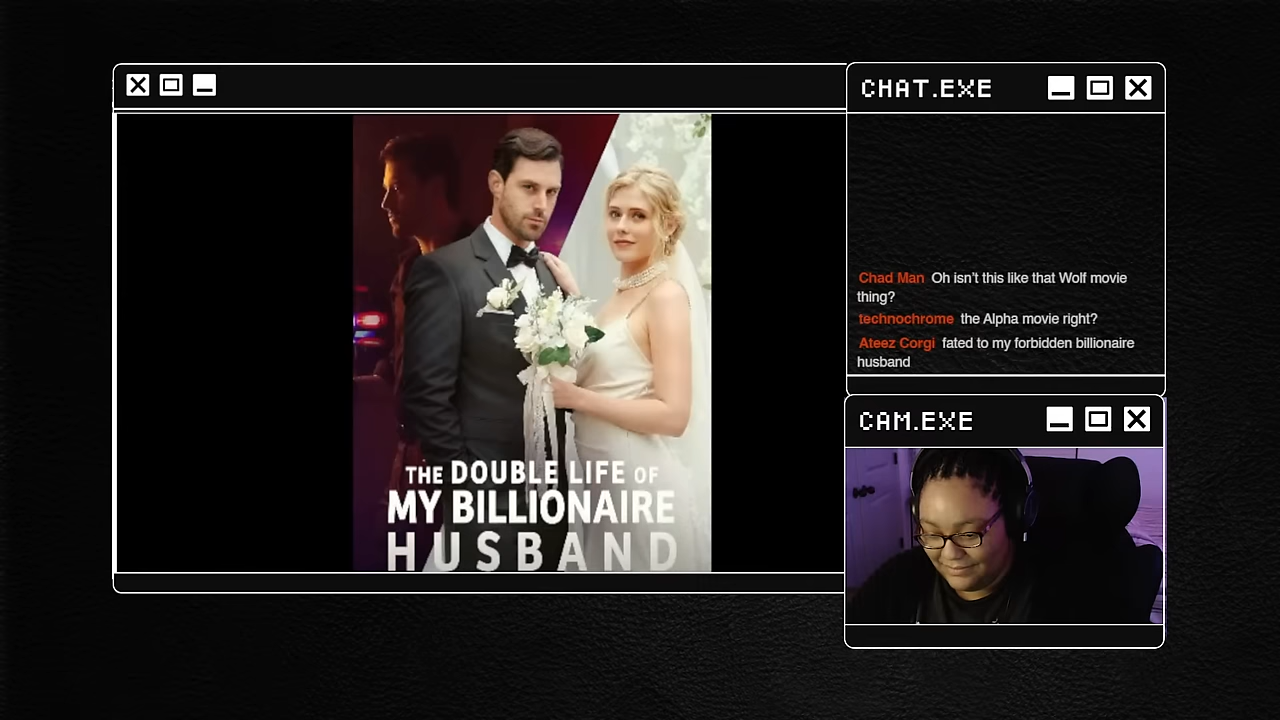 THE DOUBLE LIFE OF
MY BILLIONAIRE
HUSBAND
CHAT.EXE
Chad Man Oh isn't this like that Wolf movie
thing?
technochrome the Alpha movie right?
Ateez Corgi fated to my forbidden billionaire
husband
CAM.EXE